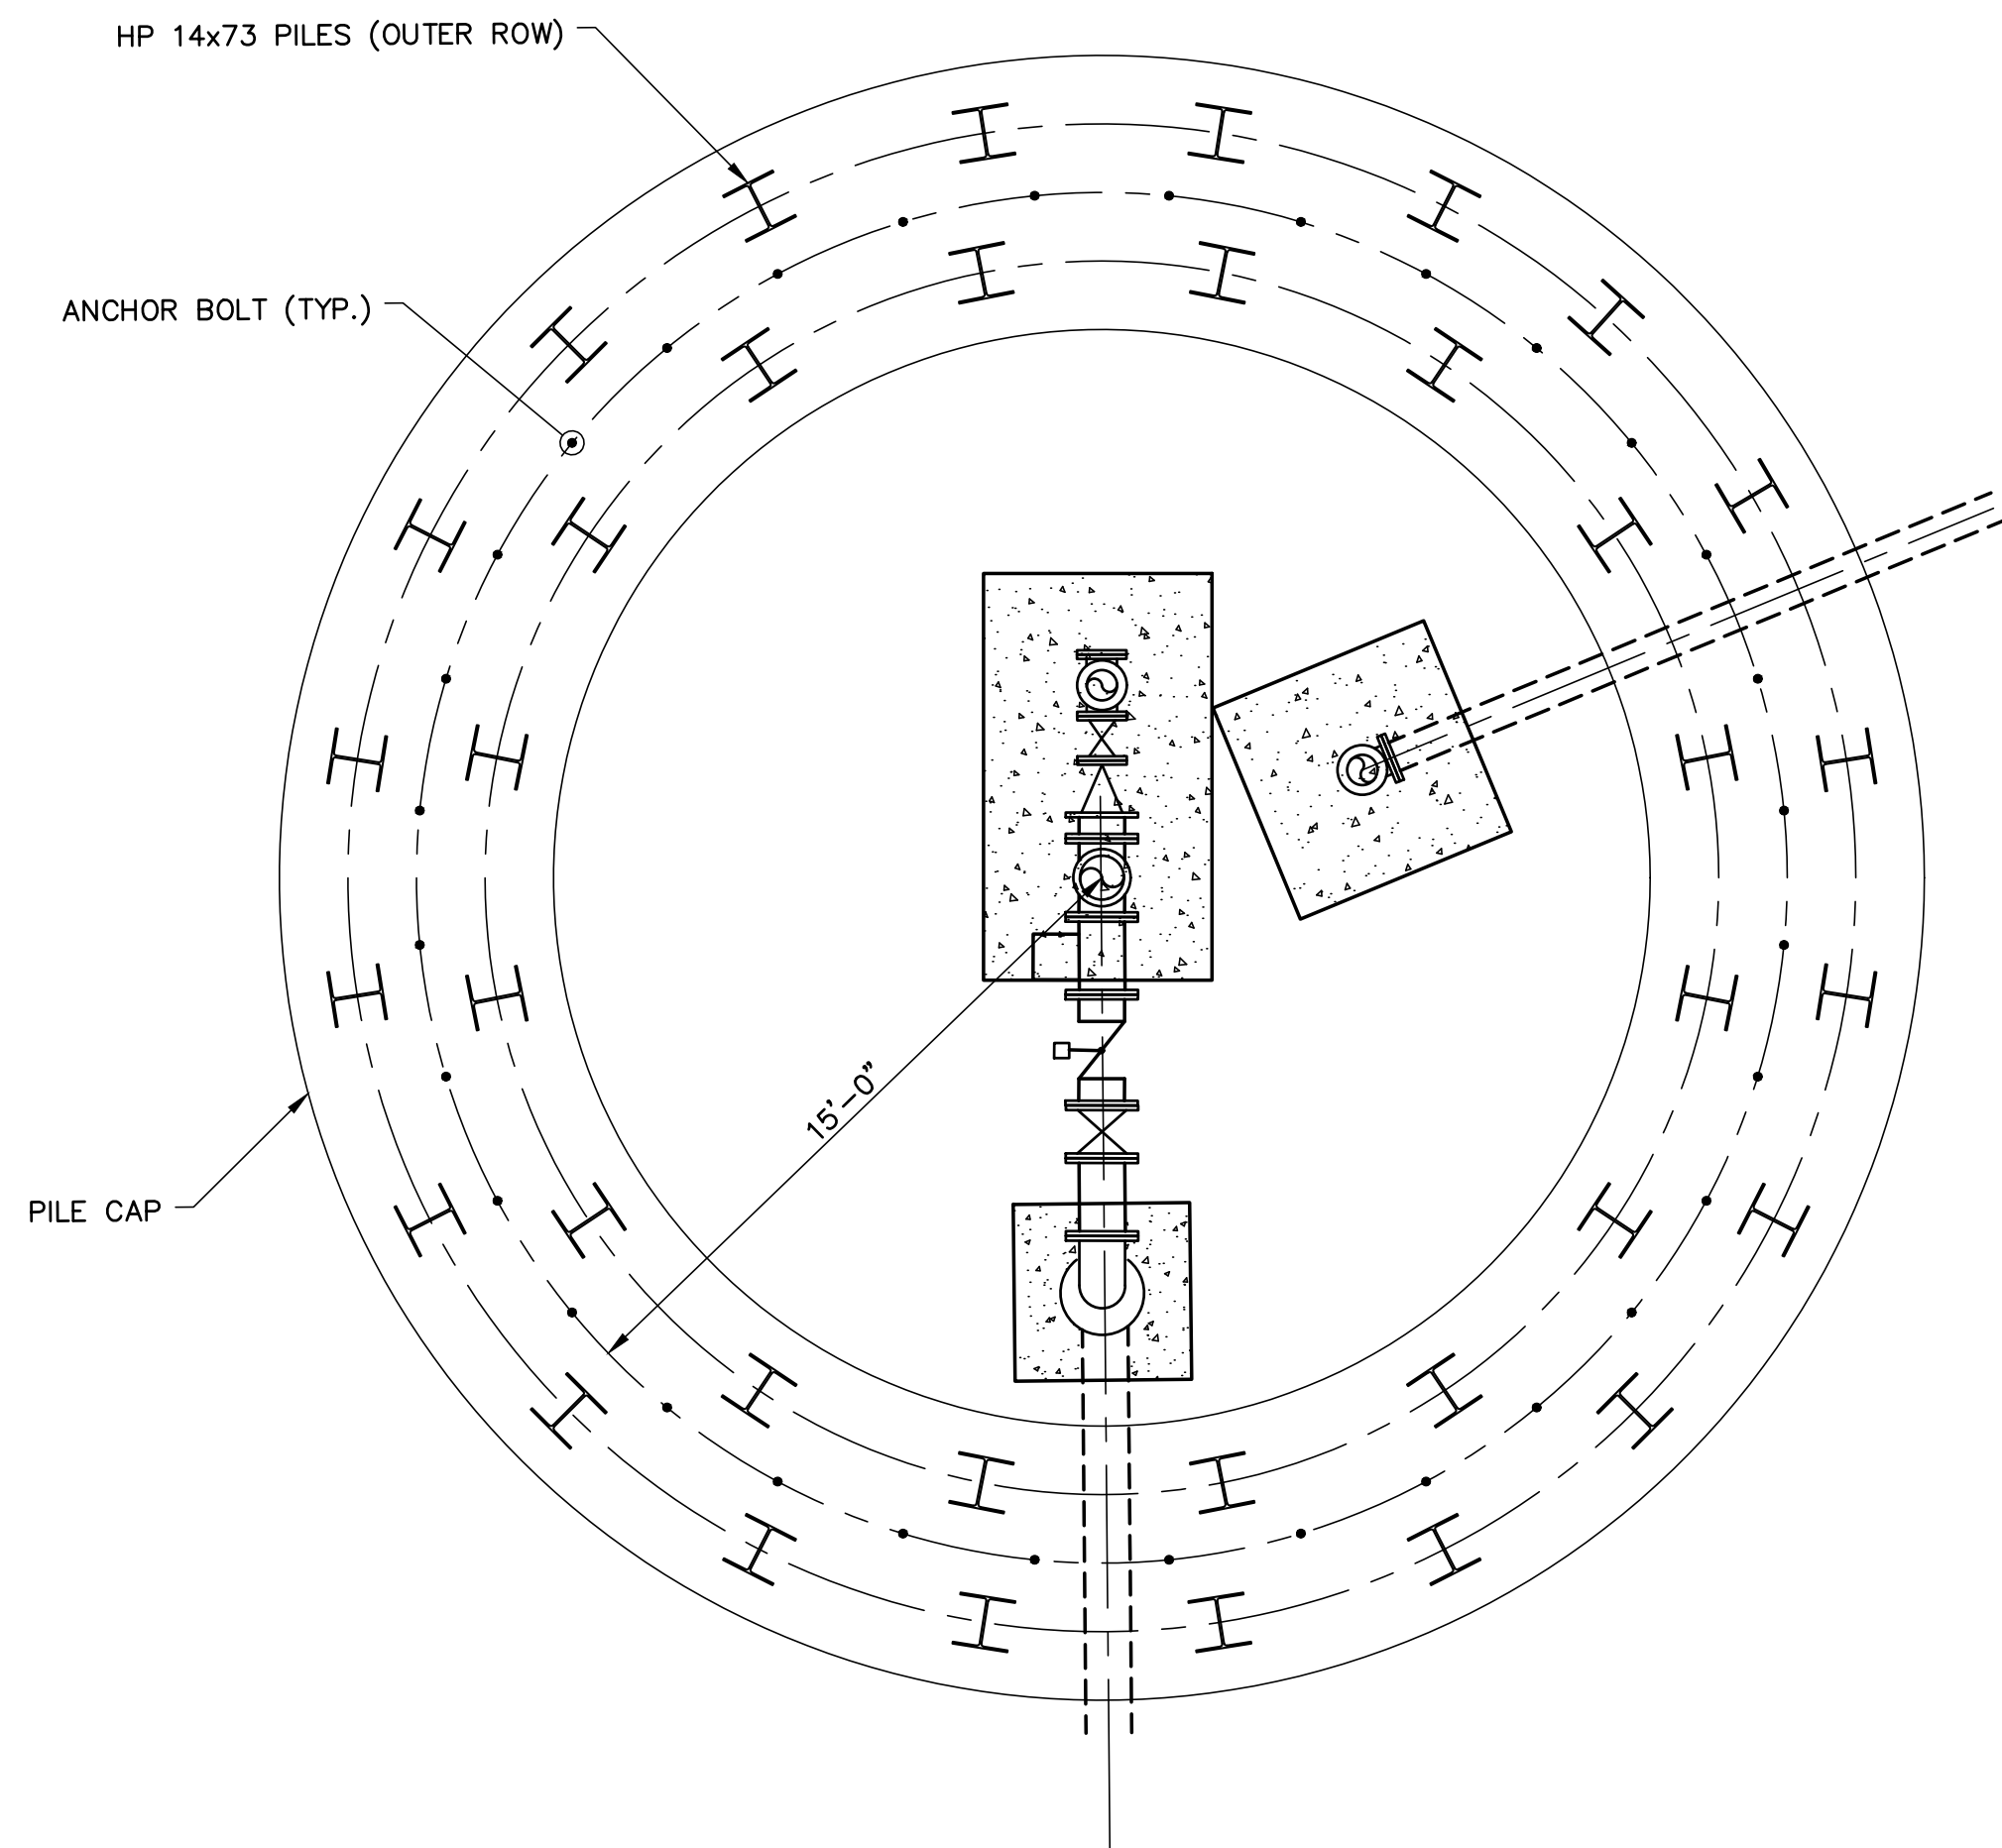 HP 14x73 PILES (OUTER ROW)
ANCHOR BOLT (TYP.)
15'-0"
PILE CAP